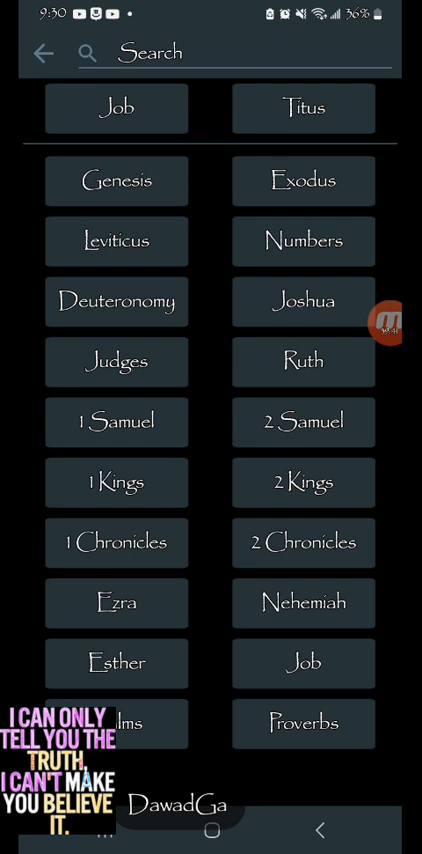 9:30 36%
Search
Job Titus
Genesis Exodus
Leviticus Numbers
Deuteronomy Joshua
Judges Ruth
1 Samuel 2 Samuel
1 Kings 2 Kings
1 Chronicles 2 Chronicles
Ezra Nehemiah
Esther Job
lms Proverbs
I CAN ONLY
TELL YOU THE
TRUTH,
I CAN'T MAKE
YOU BELIEVE
IT.
DawadGa